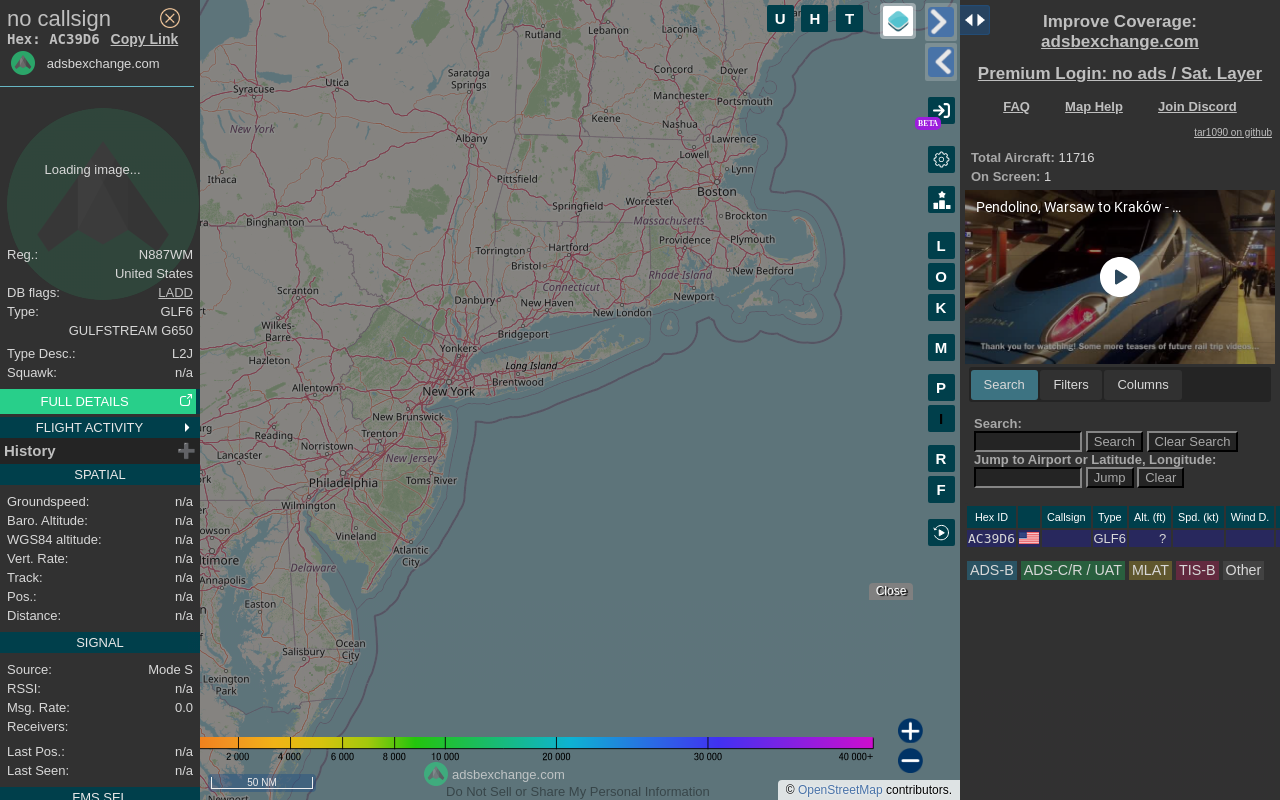 no callsign
Hex: AC39D6 Copy Link
adsbexchange.com
Loading image...
Reg.: N887WM
United States
DB flags: LADD
Type: GLF6
GULFSTREAM G650
Type Desc.: L2J
Squawk: n/a
FULL DETAILS
FLIGHT ACTIVITY
History
SPATIAL
Groundspeed: n/a
Baro. Altitude: n/a
WGS84 altitude: n/a
Vert. Rate: n/a
Track: n/a
Pos.: n/a
Distance: n/a
SIGNAL
Source: Mode S
RSSI: n/a
Msg. Rate: 0.0
Receivers:
Last Pos.: n/a
Last Seen: n/a
FMS SEL
U H T
BETA
L
O
K
M
P
I
R
F
Rutland
Lebanon
Laconia
Utica
Saratoga
Springs
Concord
Dover
Syracuse
Manchester
Portsmouth
Keene
Nashua
New York
Albany
Lawrence
Lowell
Lynn
Ithaca
Pittsfield
Boston
Worcester
Springfield
Massachusetts
Brockton
Binghamton
Providence
Plymouth
Torrington
Hartford
Bristol
Rhode Island
New Bedford
Connecticut
Scranton
Danbury
New Haven
Newport
New London
Wilkes-
Barre
Bridgeport
Yonkers
Hazleton
Long Island
Brentwood
Allentown
New York
New Brunswick
Reading
Trenton
Norristown
Lancaster
New Jersey
Philadelphia
Toms River
Wilmington
Vineland
Atlantic
City
Annapolis
Delaware
Easton
Ocean
City
Salisbury
Lexington
Park
Close
2 000 4 000 6 000 8 000 10 000 20 000 30 000 40 000+
50 NM
adsbexchange.com
Do Not Sell or Share My Personal Information
© OpenStreetMap contributors.
Improve Coverage:
adsbexchange.com
Premium Login: no ads / Sat. Layer
FAQ Map Help Join Discord
tar1090 on github
Total Aircraft: 11716
On Screen: 1
Pendolino, Warsaw to Kraków - ...
Thank you for watching! Some more teasers of future rail trip videos...
Search Filters Columns
Search:
Search Clear Search
Jump to Airport or Latitude, Longitude:
Jump Clear
Hex ID Callsign Type Alt. (ft) Spd. (kt) Wind D.
AC39D6 GLF6 ?
ADS-B ADS-C/R / UAT MLAT TIS-B Other